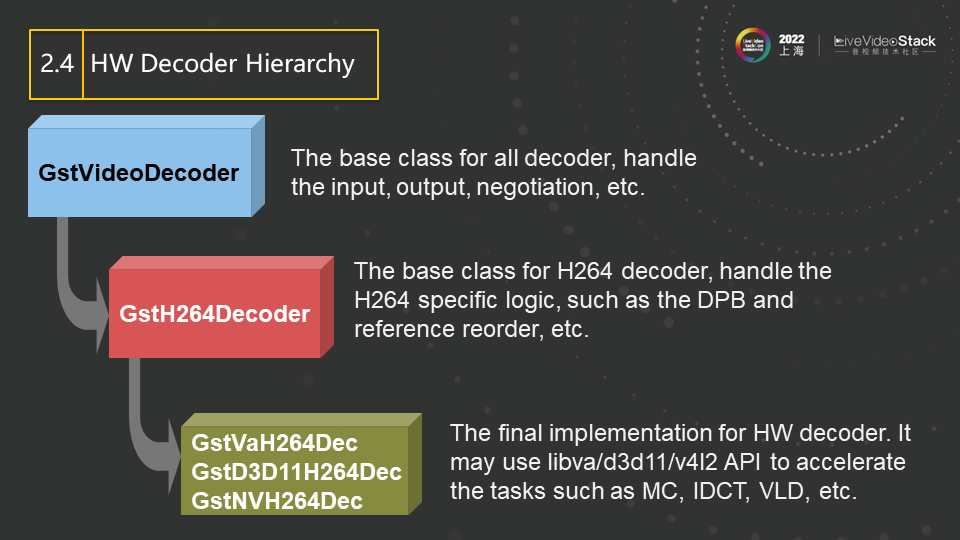 2.4 HW Decoder Hierarchy
2022
上海
LiveVideoStack
音视频技术社区
GstVideoDecoder
The base class for all decoder, handle
the input, output, negotiation, etc.
GstH264Decoder
The base class for H264 decoder, handle the
H264 specific logic, such as the DPB and
reference reorder, etc.
GstVaH264Dec
GstD3D11H264Dec
GstNVH264Dec
The final implementation for HW decoder. It
may use libva/d3d11/v4l2 API to accelerate
the tasks such as MC, IDCT, VLD, etc.